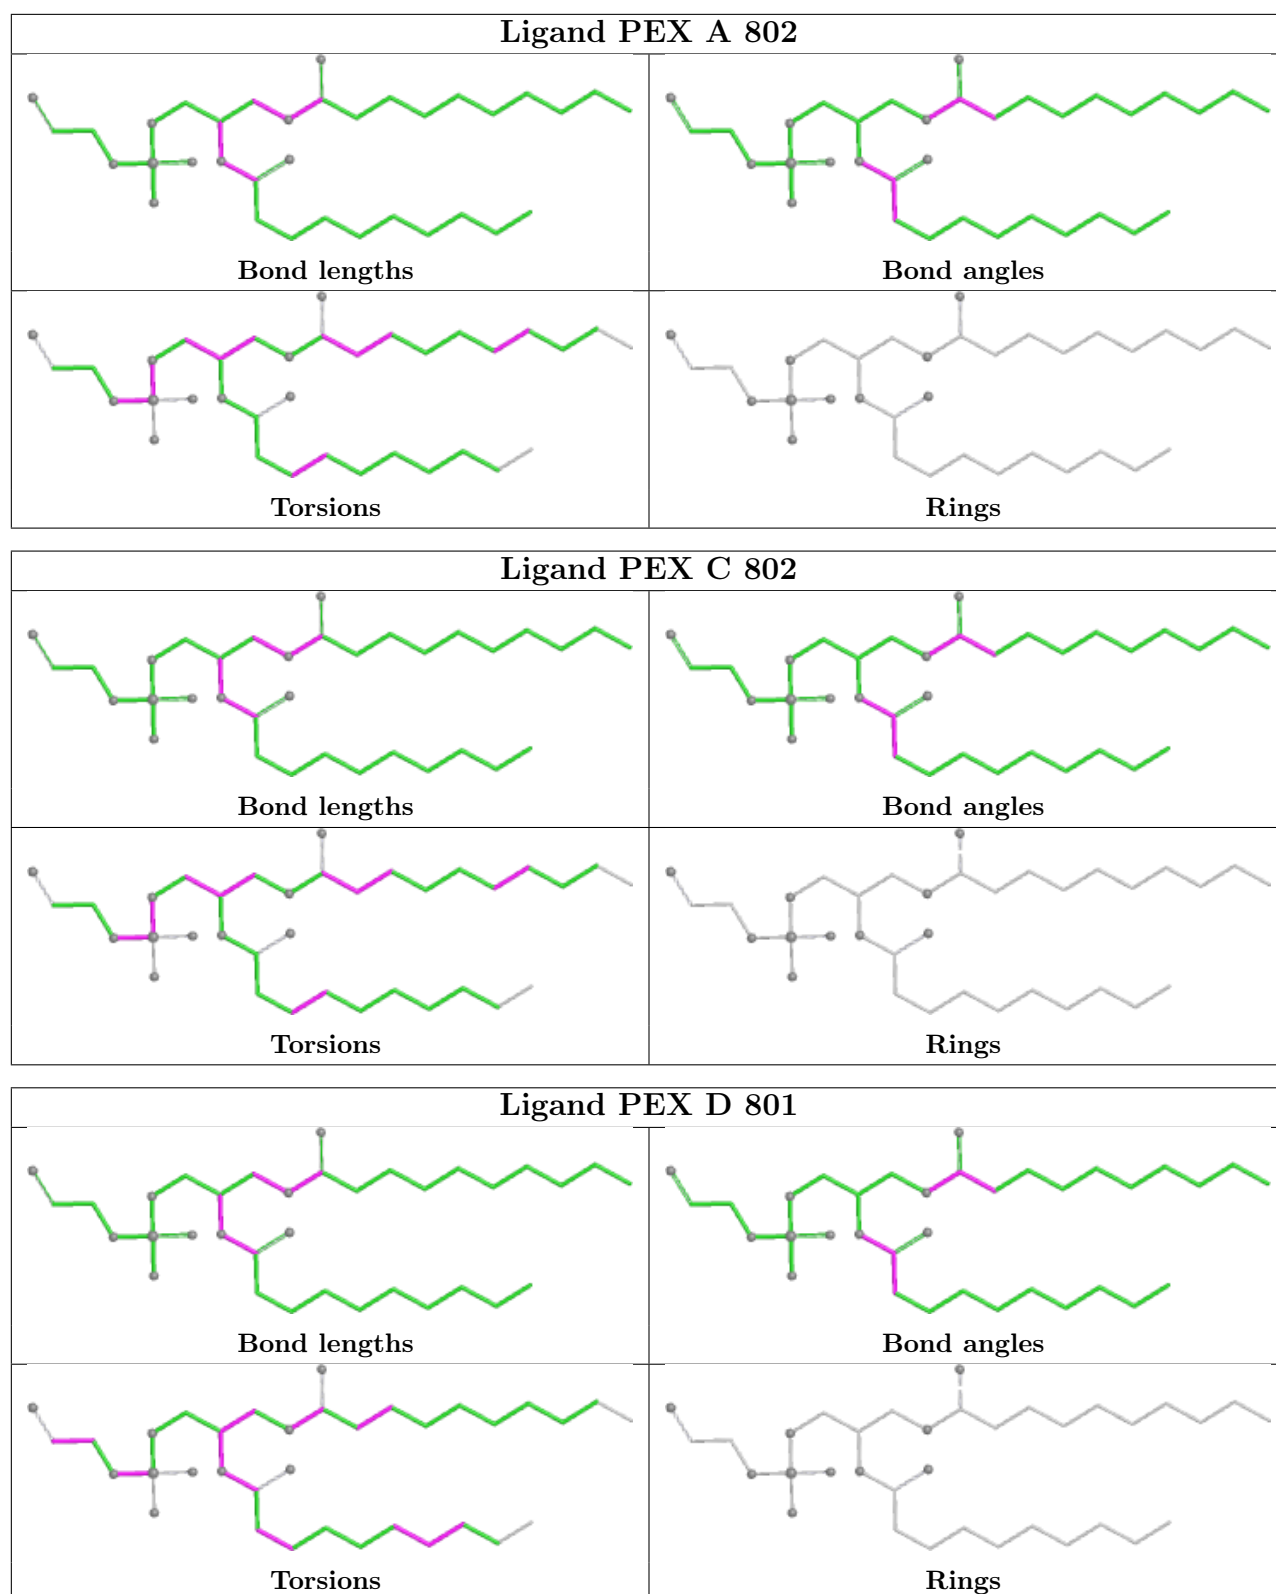 Ligand PEX A 802
Bond lengths
Bond angles
Torsions
Rings
Ligand PEX C 802
Bond lengths
Bond angles
Torsions
Rings
Ligand PEX D 801
Bond lengths
Bond angles
Torsions
Rings